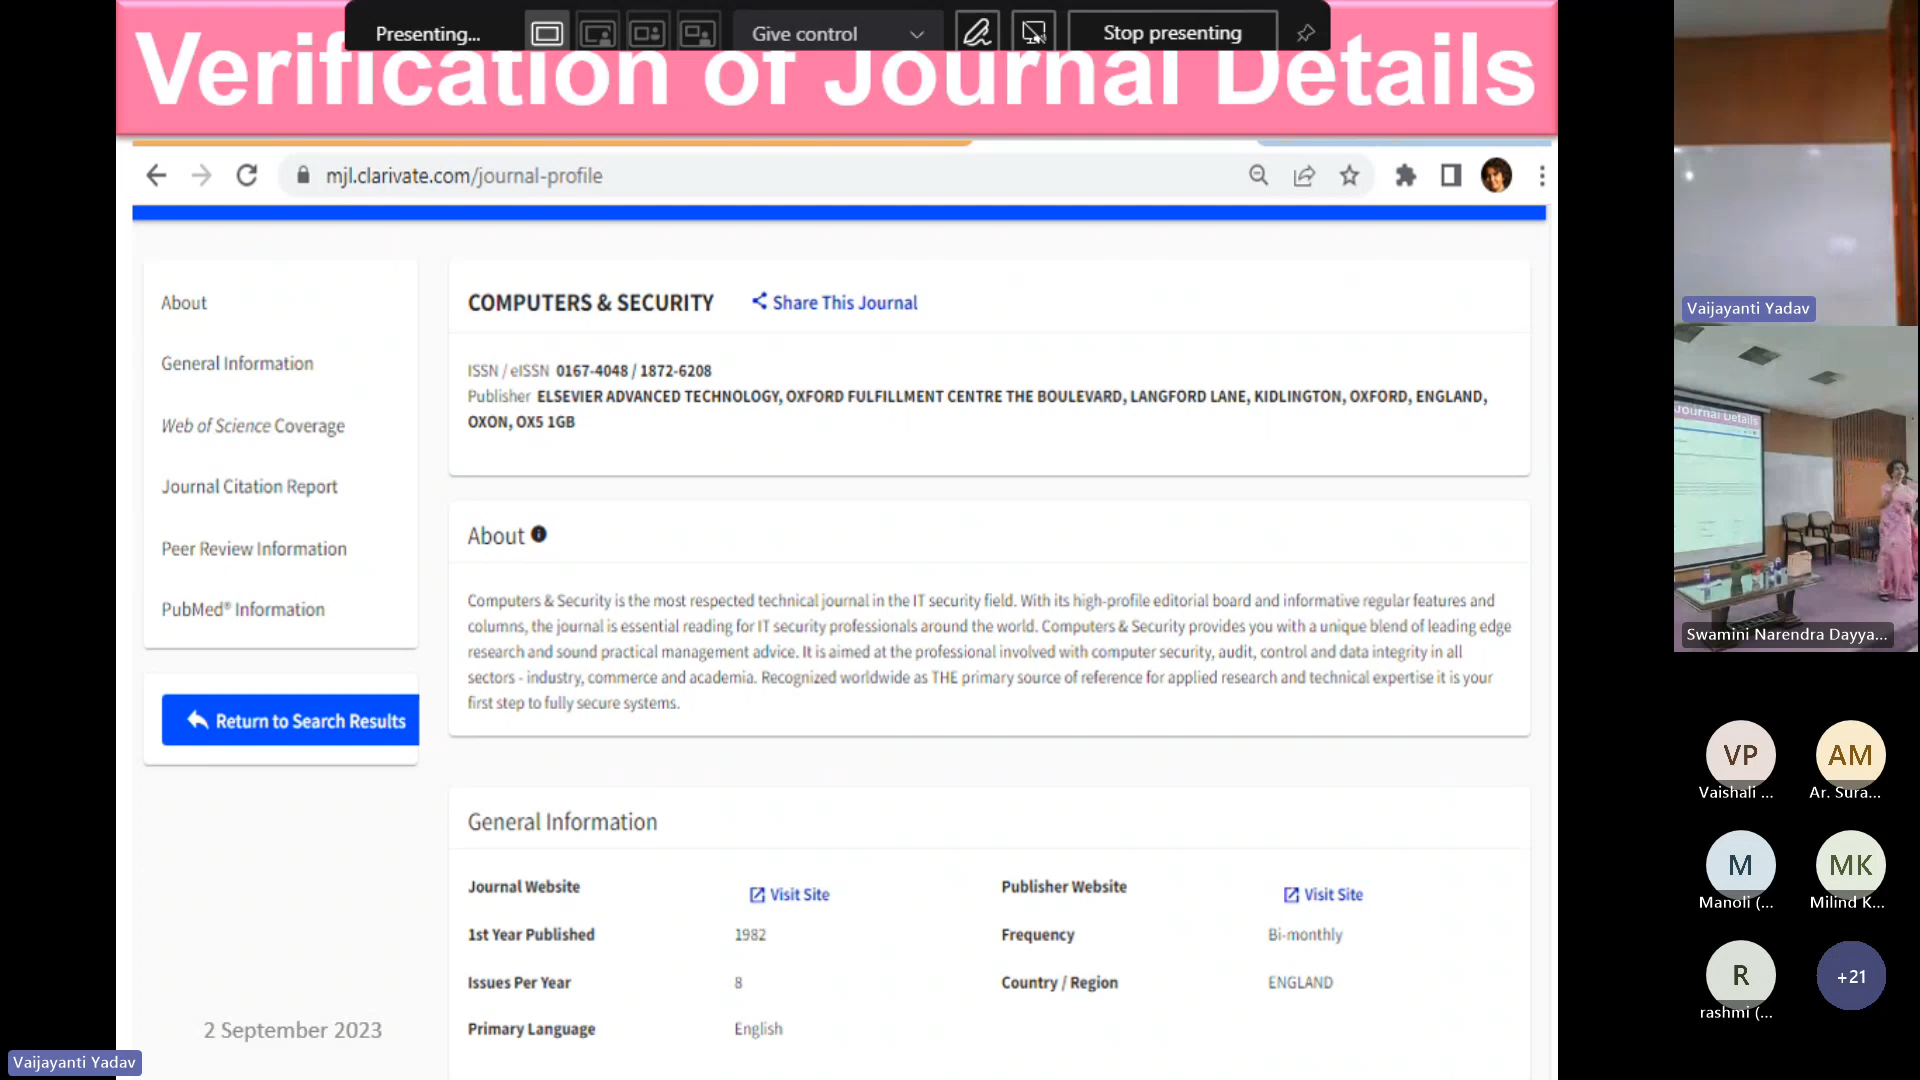 Presenting...
Give control
Stop presenting
Verification of Journal Details
mjl.clarivate.com/journal-profile
About
General Information
Web of Science Coverage
Journal Citation Report
Peer Review Information
PubMed® Information
Return to Search Results
COMPUTERS & SECURITY
Share This Journal
ISSN / eISSN 0167-4048 / 1872-6208
Publisher ELSEVIER ADVANCED TECHNOLOGY, OXFORD FULFILLMENT CENTRE THE BOULEVARD, LANGFORD LANE, KIDLINGTON, OXFORD, ENGLAND,
OXON, OX5 1GB
About
Computers & Security is the most respected technical journal in the IT security field. With its high-profile editorial board and informative regular features and
columns, the journal is essential reading for IT security professionals around the world. Computers & Security provides you with a unique blend of leading edge
research and sound practical management advice. It is aimed at the professional involved with computer security, audit, control and data integrity in all
sectors - industry, commerce and academia. Recognized worldwide as THE primary source of reference for applied research and technical expertise it is your
first step to fully secure systems.
General Information
Journal Website Visit Site Publisher Website Visit Site
1st Year Published 1982 Frequency Bi-monthly
Issues Per Year 8 Country / Region ENGLAND
Primary Language English
2 September 2023
Vaijayanti Yadav
Vaijayanti Yadav
Journal Details
Swamini Narendra Dayya...
VP AM
Vaishali ... Ar. Sura...
M MK
Manoli (... Milind K...
R +21
rashmi (...